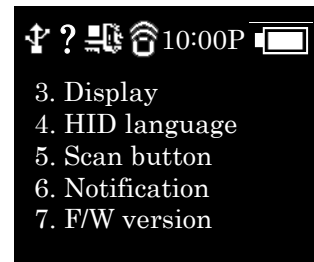 ? 10:00P
3. Display
4. HID language
5. Scan button
6. Notification
7. F/W version